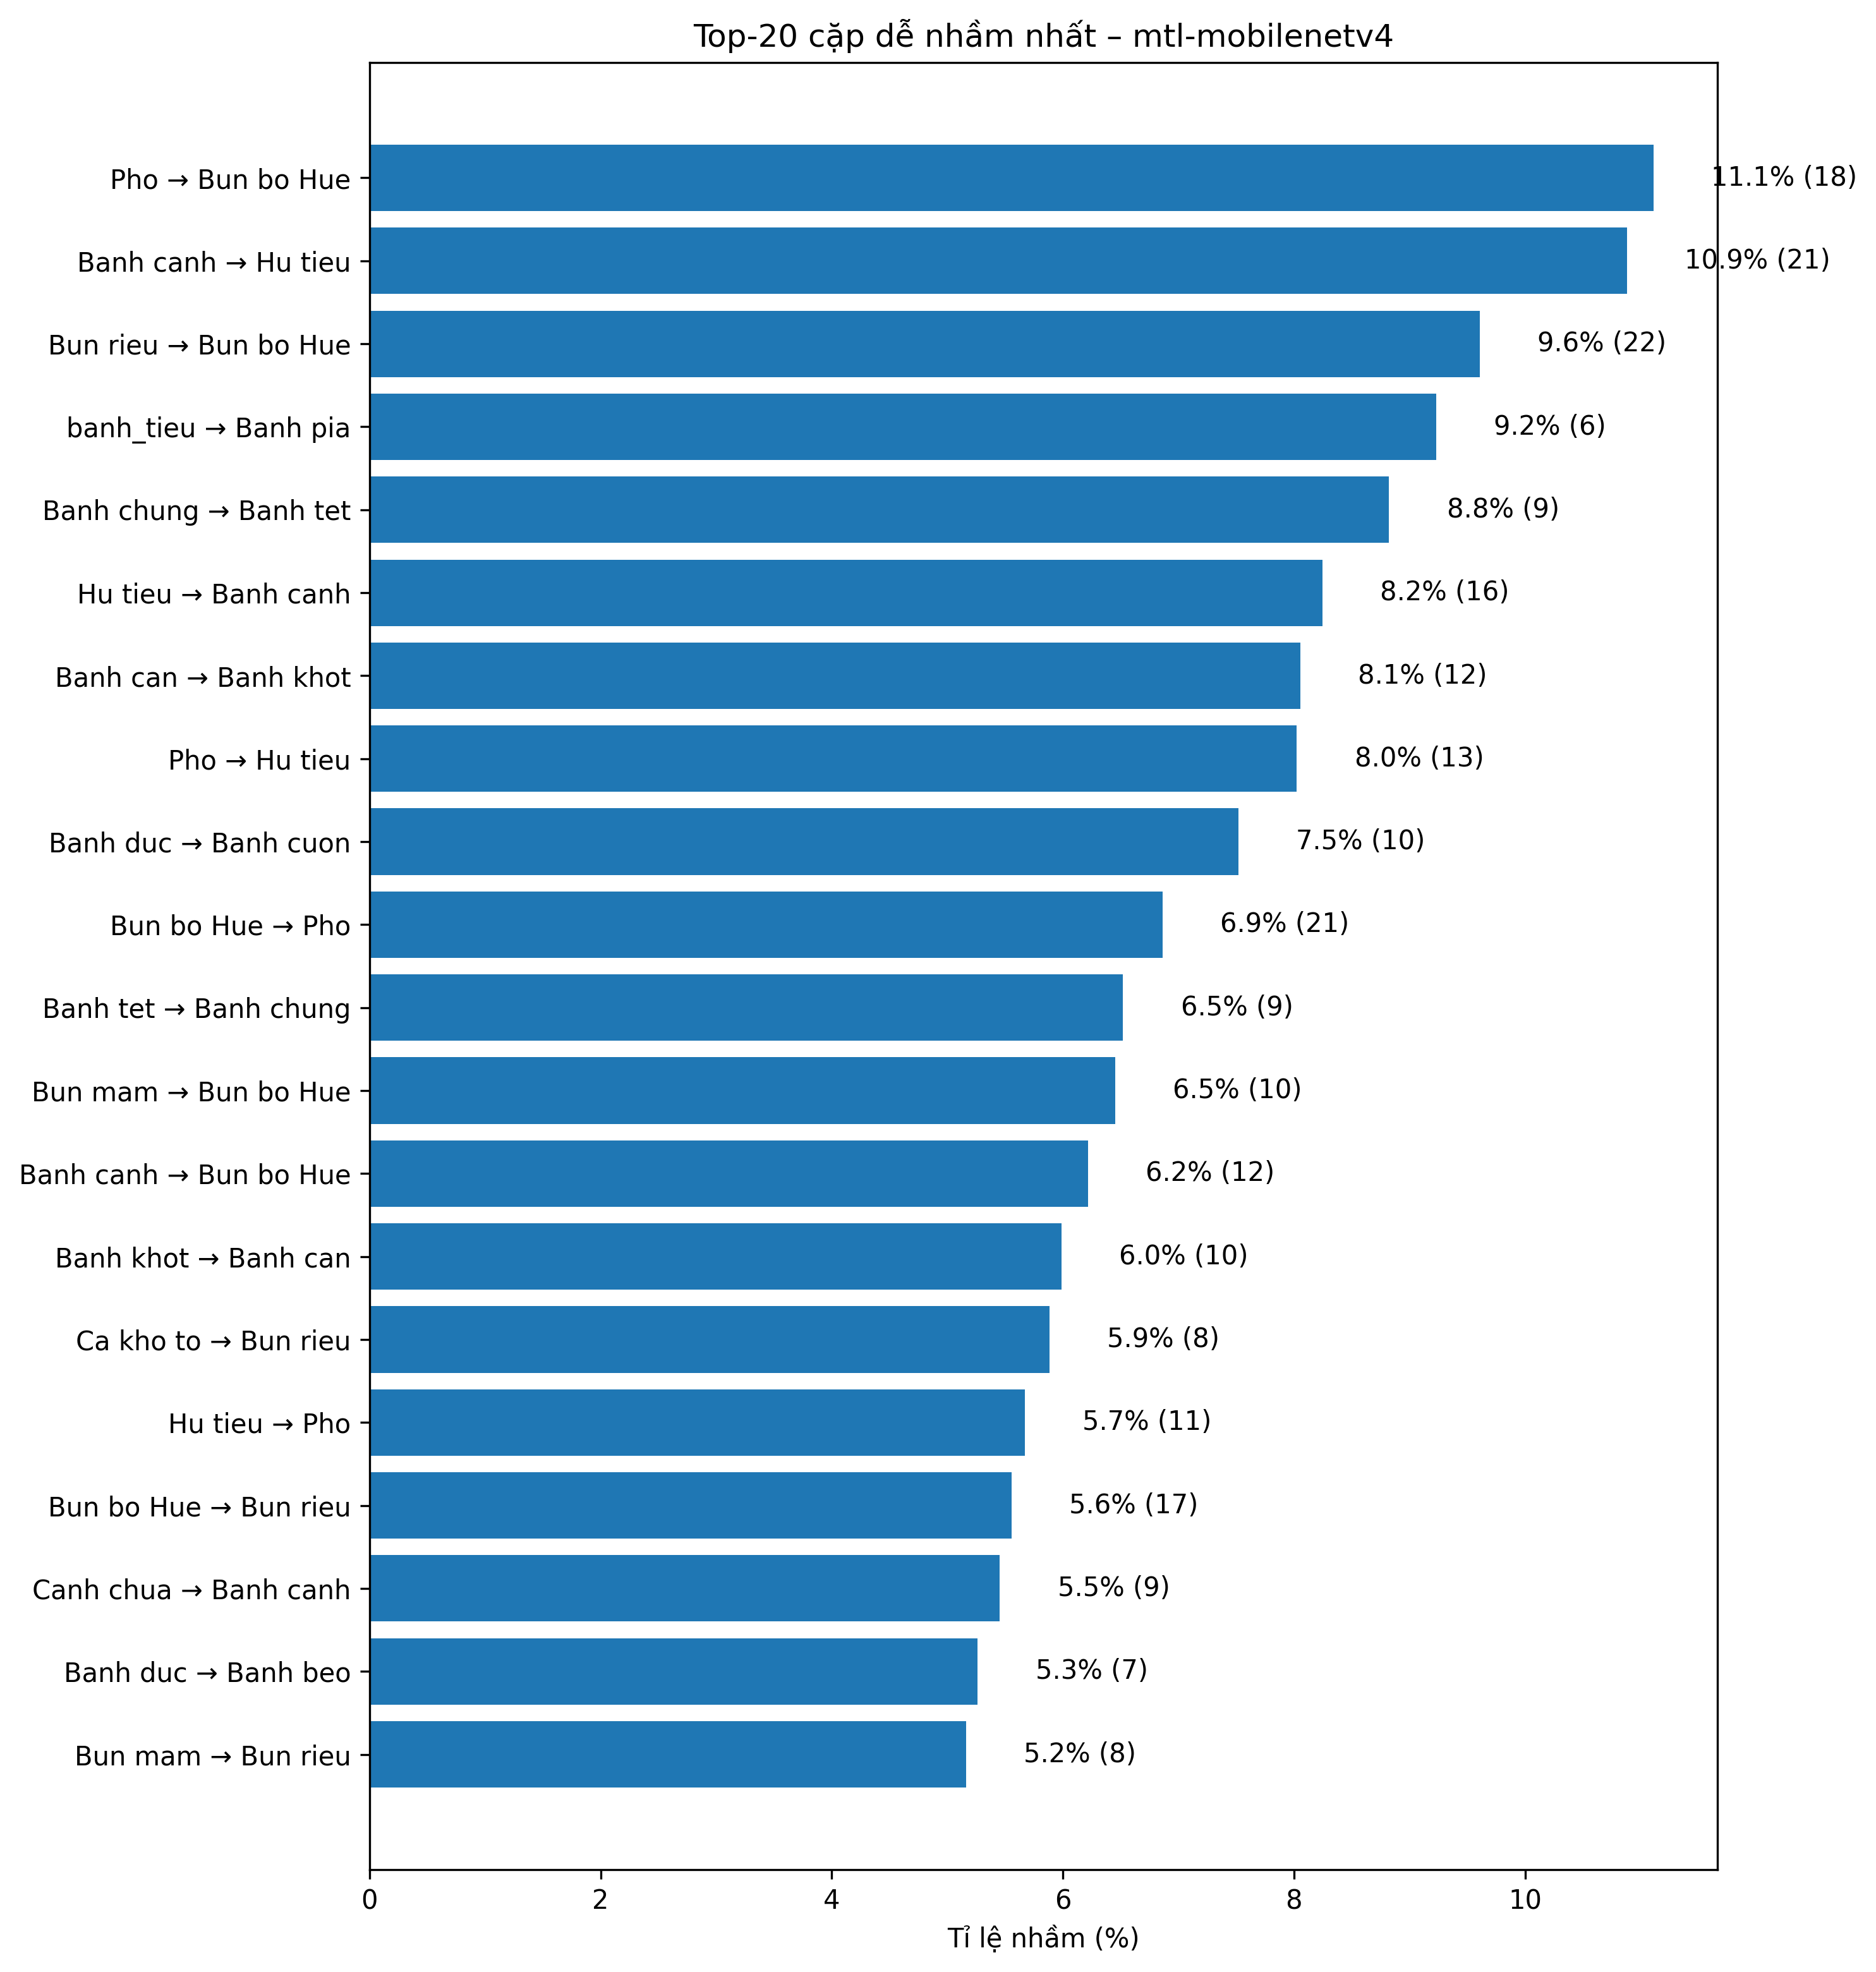 Top-20 cặp dễ nhầm nhất – mtl-mobilenetv4
Pho → Bun bo Hue 11.1% (18)
Banh canh → Hu tieu 10.9% (21)
Bun rieu → Bun bo Hue 9.6% (22)
banh_tieu → Banh pia 9.2% (6)
Banh chung → Banh tet 8.8% (9)
Hu tieu → Banh canh 8.2% (16)
Banh can → Banh khot 8.1% (12)
Pho → Hu tieu 8.0% (13)
Banh duc → Banh cuon 7.5% (10)
Bun bo Hue → Pho 6.9% (21)
Banh tet → Banh chung 6.5% (9)
Bun mam → Bun bo Hue 6.5% (10)
Banh canh → Bun bo Hue 6.2% (12)
Banh khot → Banh can 6.0% (10)
Ca kho to → Bun rieu 5.9% (8)
Hu tieu → Pho 5.7% (11)
Bun bo Hue → Bun rieu 5.6% (17)
Canh chua → Banh canh 5.5% (9)
Banh duc → Banh beo 5.3% (7)
Bun mam → Bun rieu 5.2% (8)
0 2 4 6 8 10
Tỉ lệ nhầm (%)